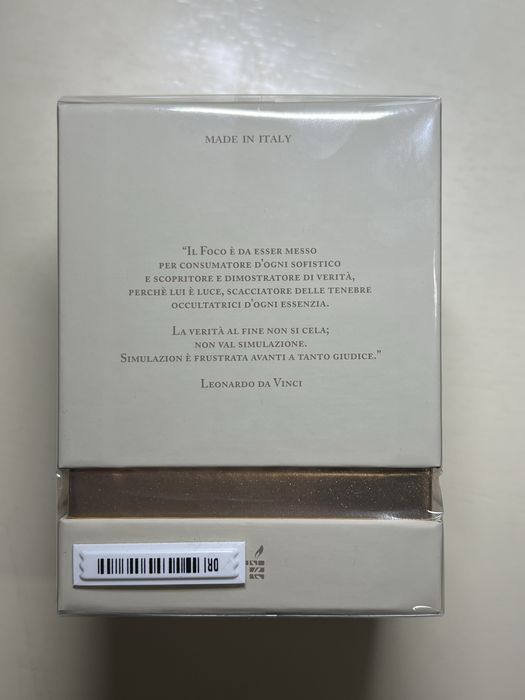 MADE IN ITALY
“IL FOCO È DA ESSER MESSO
PER CONSUMATORE D'OGNI SOFISTICO
E SCOPRITORE E DIMOSTRATORE DI VERITÀ,
PERCHÈ LUI È LUCE, SCACCIATORE DELLE TENEBRE
OCCULTATRICI D'OGNI ESSENZIA.
LA VERITÀ AL FINE NON SI CELA;
NON VAL SIMULAZIONE.
SIMULAZION È FRUSTRATA AVANTI A TANTO GIUDICE.”
LEONARDO DA VINCI
DR0